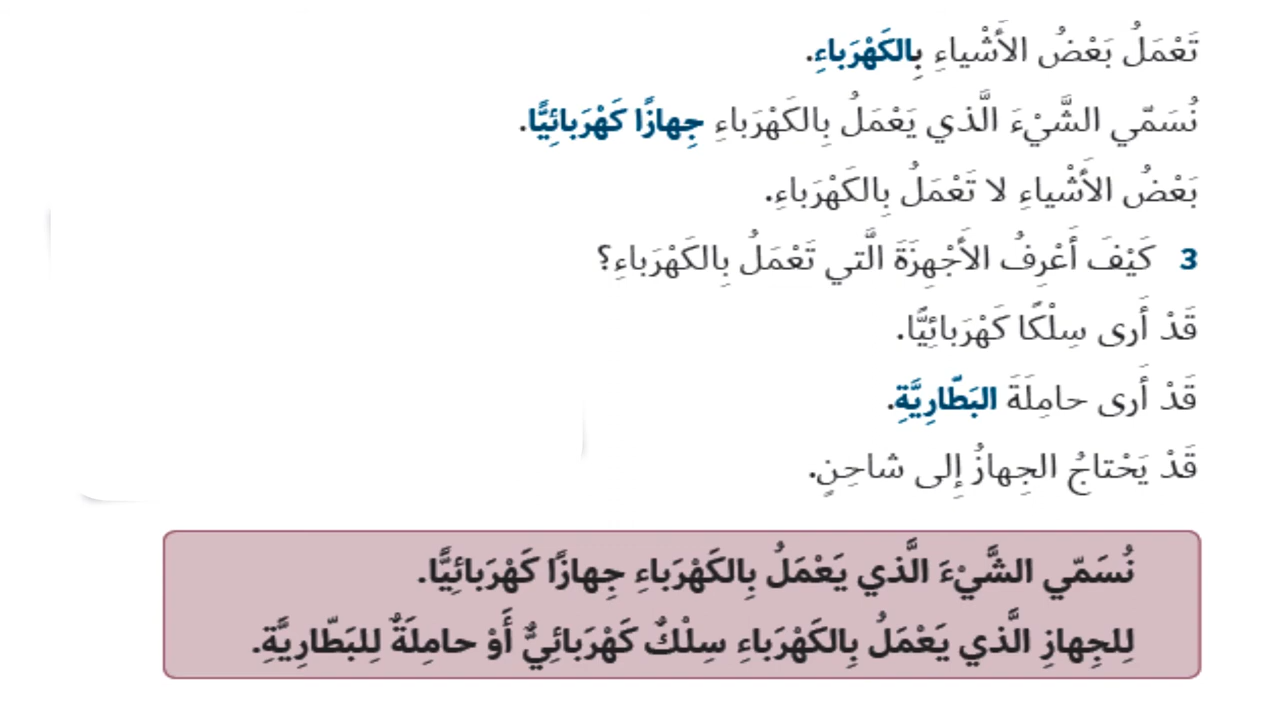 تَعْمَلُ بَعْضُ الأَشْياءِ بِالكَهْرَباءِ.
نُسَمّي الشَّيْءَ الَّذي يَعْمَلُ بِالكَهْرَباءِ جِهازًا كَهْرَبائِيًّا.
بَعْضُ الأَشْياءِ لا تَعْمَلُ بِالكَهْرَباءِ.
3 كَيْفَ أَعْرِفُ الأَجْهِزَةَ الَّتي تَعْمَلُ بِالكَهْرَباءِ؟
قَدْ أَرى سِلْكًا كَهْرَبائِيًّا.
قَدْ أَرى حامِلَةَ البَطّارِيَّةِ.
قَدْ يَحْتاجُ الجِهازُ إِلى شاحِنٍ.
نُسَمّي الشَّيْءَ الَّذي يَعْمَلُ بِالكَهْرَباءِ جِهازًا كَهْرَبائِيًّا.
لِلجِهازِ الَّذي يَعْمَلُ بِالكَهْرَباءِ سِلْكٌ كَهْرَبائِيٌّ أَوْ حامِلَةٌ لِلبَطّارِيَّةِ.